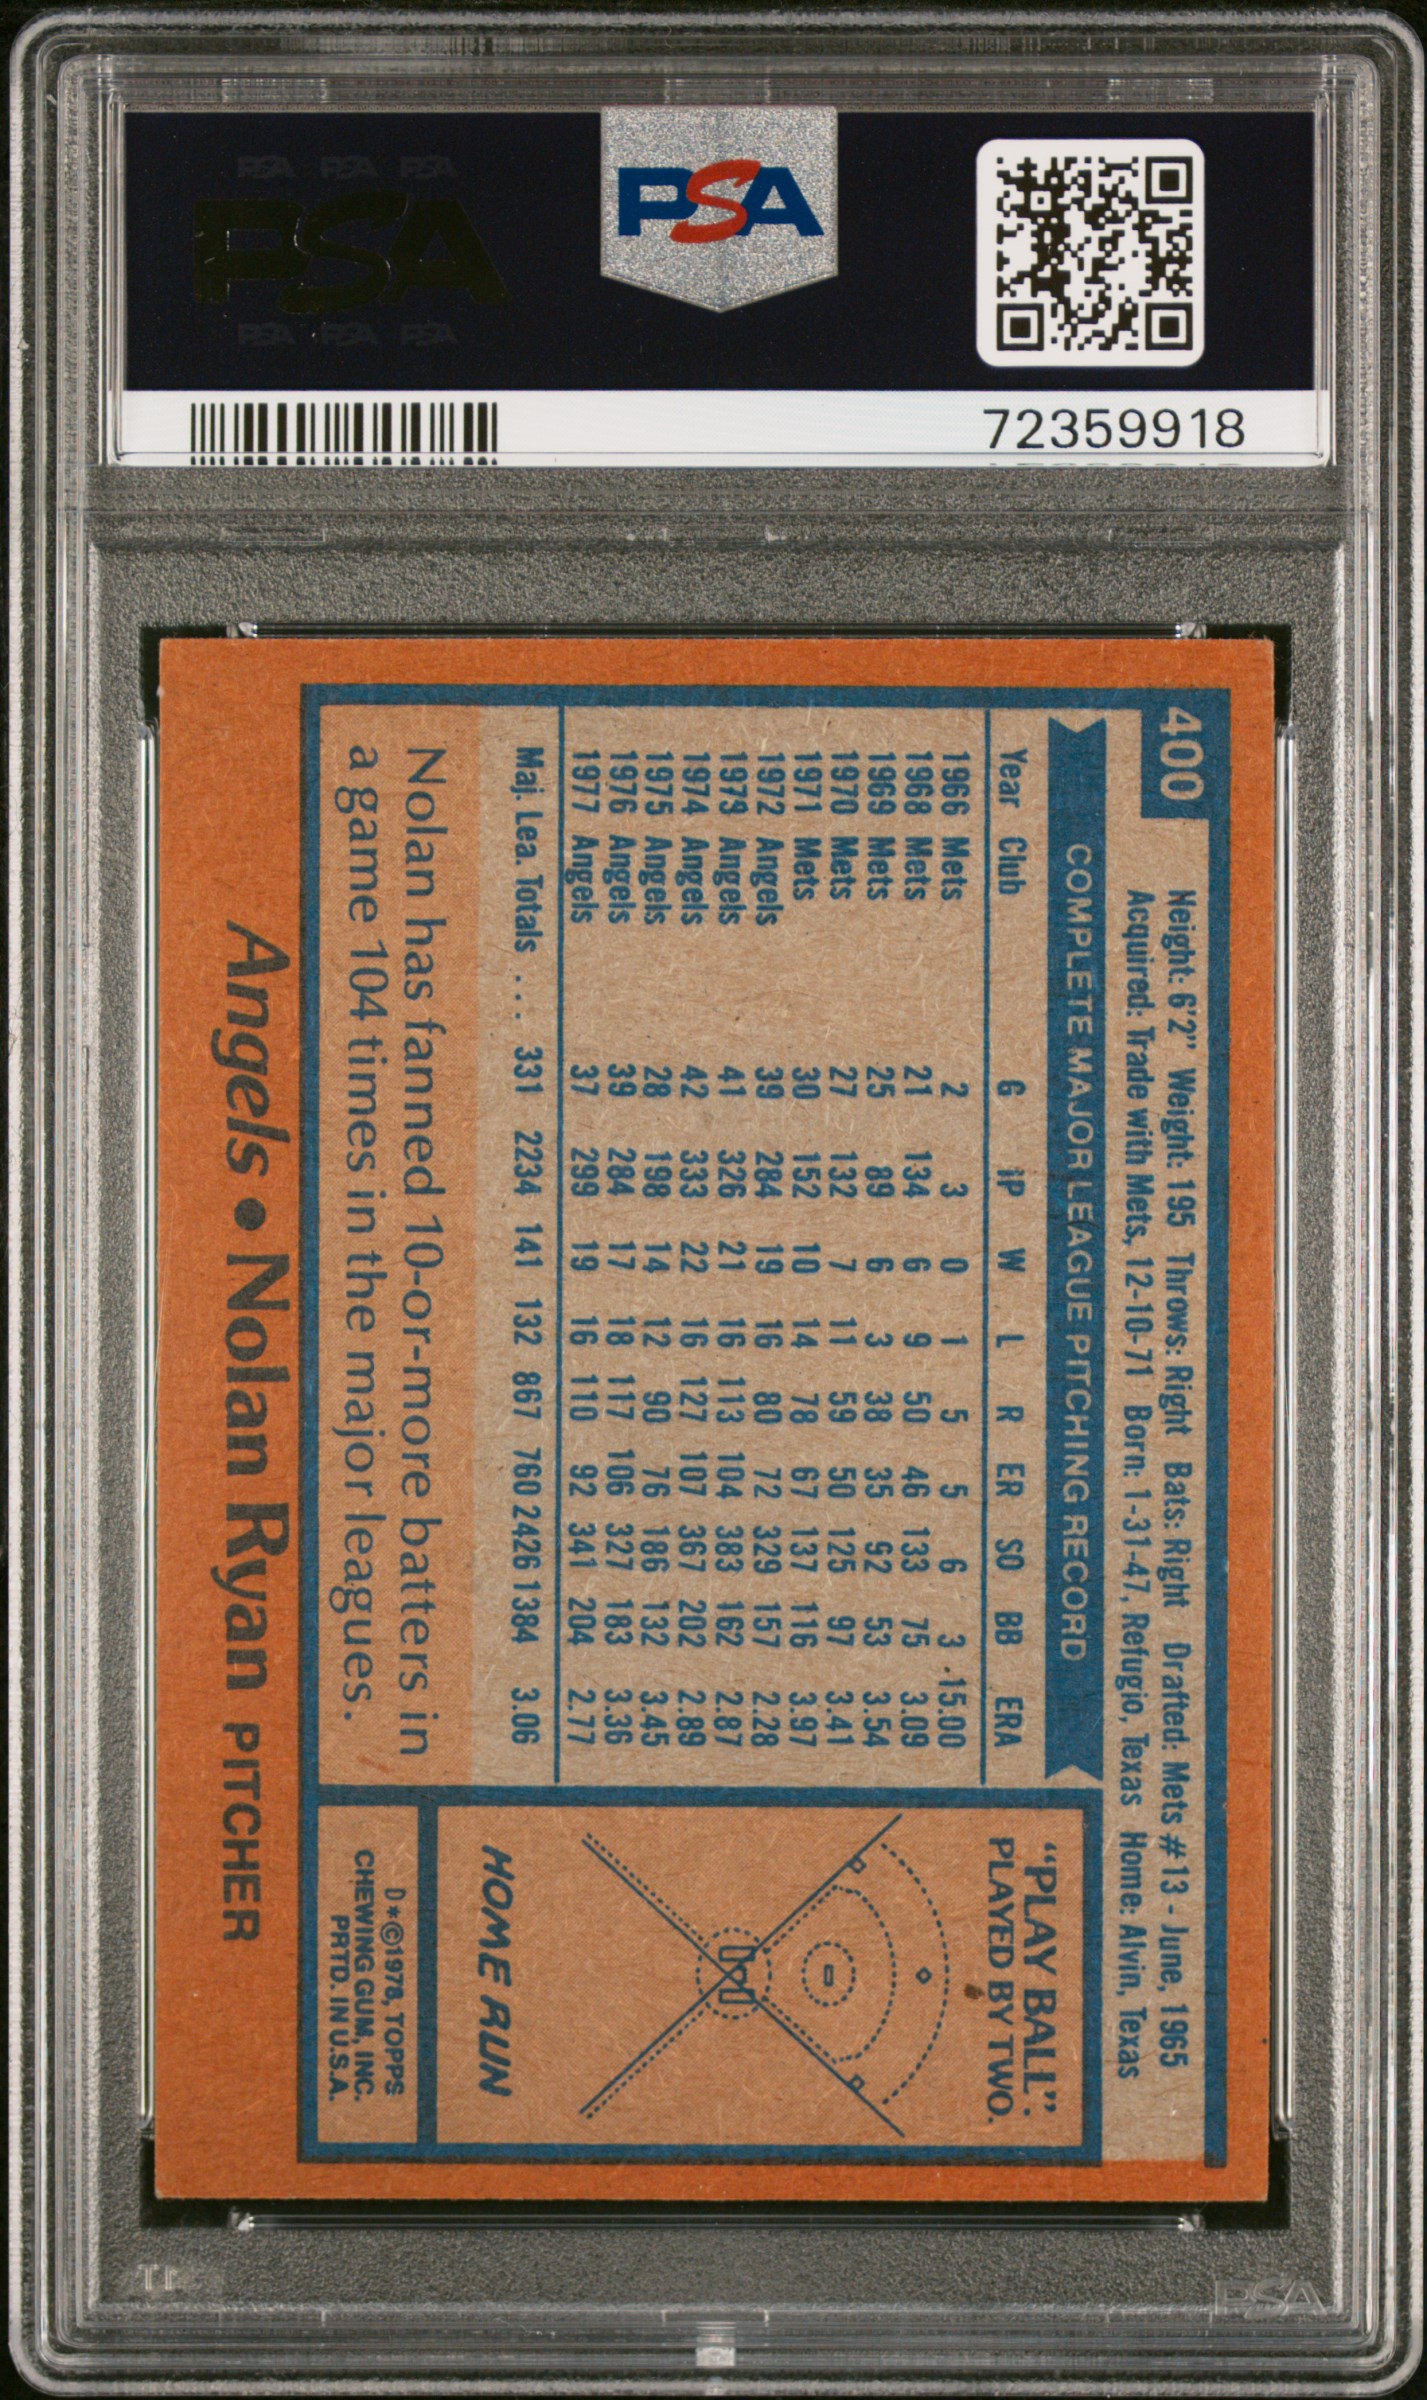 PSA PSA PSA
PSA
PSA PSA PSA
PSA
72359918
400
Height: 6'2" Weight: 195 Throws: Right Bats: Right Drafted: Mets #13 - June, 1965
Acquired: Trade with Mets, 12-10-71 Born: 1-31-47, Refugio, Texas Home: Alvin, Texas
COMPLETE MAJOR LEAGUE PITCHING RECORD
Year Club G IP W L R ER SO BB ERA
1966 Mets 2 3 0 1 5 5 6 3 15.00
1968 Mets 21 134 6 9 50 46 133 75 3.09
1969 Mets 25 89 6 3 38 35 92 53 3.54
1970 Mets 27 132 7 11 59 50 125 97 3.41
1971 Mets 30 152 10 14 78 67 137 116 3.97
1972 Angels 39 284 19 16 80 72 329 157 2.28
1973 Angels 41 326 21 16 113 104 383 162 2.87
1974 Angels 42 333 22 16 127 107 367 202 2.89
1975 Angels 28 198 14 12 90 76 186 132 3.45
1976 Angels 39 284 17 18 117 106 327 183 3.36
1977 Angels 37 299 19 16 110 92 341 204 2.77
Maj. Lea. Totals ... 331 2234 141 132 867 760 2426 1384 3.06
Nolan has fanned 10-or-more batters in
a game 104 times in the major leagues.
"PLAY BALL":
PLAYED BY TWO.
HOME RUN
D*©1978, TOPPS
CHEWING GUM, INC.
PRTD. IN U.S.A.
Angels • Nolan Ryan PITCHER
PSA